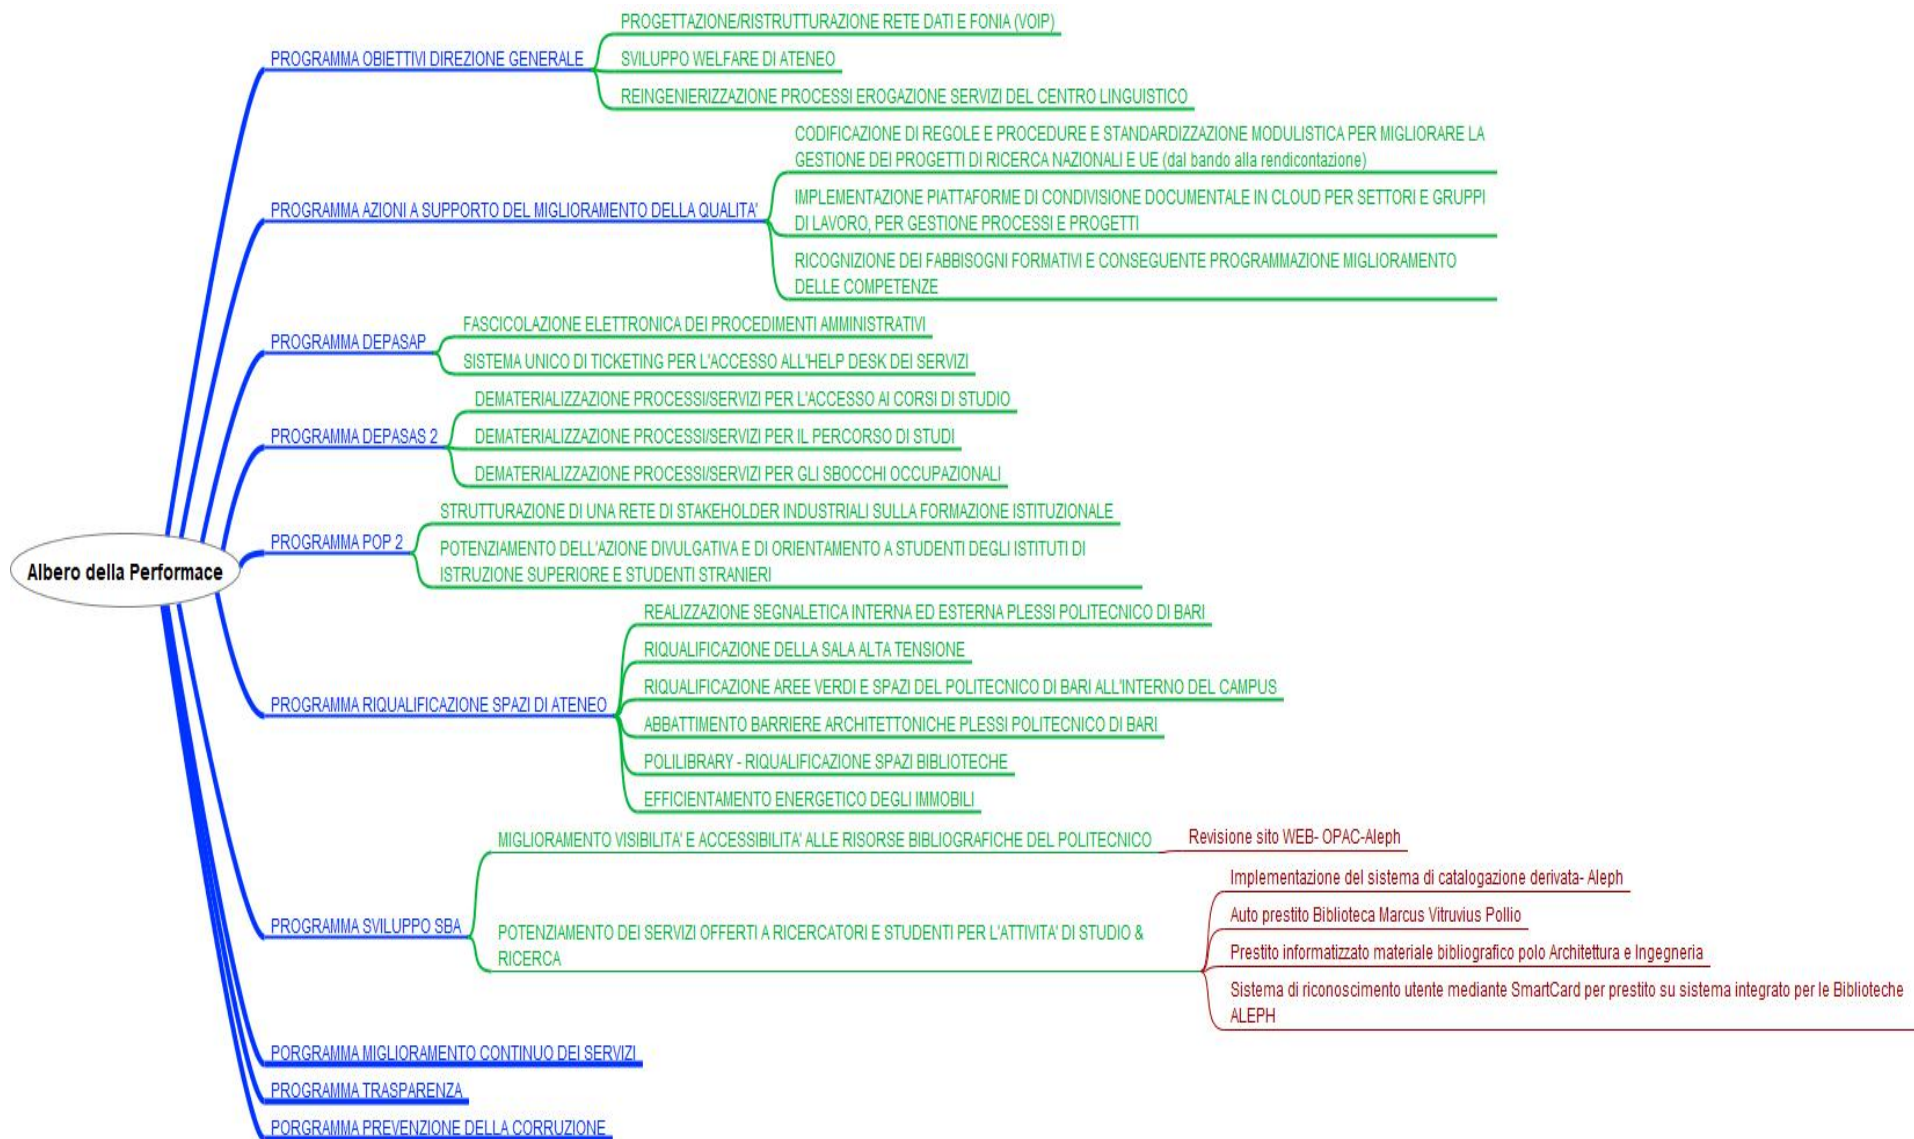 PROGETTAZIONE/RISTRUTTURAZIONE RETE DATI E FONIA (VOIP)
PROGRAMMA OBIETTIVI DIREZIONE GENERALE
SVILUPPO WELFARE DI ATENEO
REINGENIERIZZAZIONE PROCESSI EROGAZIONE SERVIZI DEL CENTRO LINGUISTICO
CODIFICAZIONE DI REGOLE E PROCEDURE E STANDARDIZZAZIONE MODULISTICA PER MIGLIORARE LA
GESTIONE DEI PROGETTI DI RICERCA NAZIONALI E UE (dal bando alla rendicontazione)
PROGRAMMA AZIONI A SUPPORTO DEL MIGLIORAMENTO DELLA QUALITA'
IMPLEMENTAZIONE PIATTAFORME DI CONDIVISIONE DOCUMENTALE IN CLOUD PER SETTORI E GRUPPI
DI LAVORO, PER GESTIONE PROCESSI E PROGETTI
RICOGNIZIONE DEI FABBISOGNI FORMATIVI E CONSEGUENTE PROGRAMMAZIONE MIGLIORAMENTO
DELLE COMPETENZE
PROGRAMMA DEPASAP
FASCICOLAZIONE ELETTRONICA DEI PROCEDIMENTI AMMINISTRATIVI
SISTEMA UNICO DI TICKETING PER L'ACCESSO ALL'HELP DESK DEI SERVIZI
DEMATERIALIZZAZIONE PROCESSI/SERVIZI PER L'ACCESSO AI CORSI DI STUDIO
PROGRAMMA DEPASAS 2
DEMATERIALIZZAZIONE PROCESSI/SERVIZI PER IL PERCORSO DI STUDI
DEMATERIALIZZAZIONE PROCESSI/SERVIZI PER GLI SBOCCHI OCCUPAZIONALI
STRUTTURAZIONE DI UNA RETE DI STAKEHOLDER INDUSTRIALI SULLA FORMAZIONE ISTITUZIONALE
PROGRAMMA POP 2
POTENZIAMENTO DELL'AZIONE DIVULGATIVA E DI ORIENTAMENTO A STUDENTI DEGLI ISTITUTI DI
ISTRUZIONE SUPERIORE E STUDENTI STRANIERI
Albero della Performace
REALIZZAZIONE SEGNALETICA INTERNA ED ESTERNA PLESSI POLITECNICO DI BARI
RIQUALIFICAZIONE DELLA SALA ALTA TENSIONE
RIQUALIFICAZIONE AREE VERDI E SPAZI DEL POLITECNICO DI BARI ALL'INTERNO DEL CAMPUS
PROGRAMMA RIQUALIFICAZIONE SPAZI DI ATENEO
ABBATTIMENTO BARRIERE ARCHITETTONICHE PLESSI POLITECNICO DI BARI
POLILIBRARY - RIQUALIFICAZIONE SPAZI BIBLIOTECHE
EFFICIENTAMENTO ENERGETICO DEGLI IMMOBILI
MIGLIORAMENTO VISIBILITA' E ACCESSIBILITA' ALLE RISORSE BIBLIOGRAFICHE DEL POLITECNICO
Revisione sito WEB- OPAC-Aleph
PROGRAMMA SVILUPPO SBA
POTENZIAMENTO DEI SERVIZI OFFERTI A RICERCATORI E STUDENTI PER L'ATTIVITA' DI STUDIO &
RICERCA
Implementazione del sistema di catalogazione derivata- Aleph
Auto prestito Biblioteca Marcus Vitruvius Pollio
Prestito informatizzato materiale bibliografico polo Architettura e Ingegneria
Sistema di riconoscimento utente mediante SmartCard per prestito su sistema integrato per le Biblioteche
ALEPH
PORGRAMMA MIGLIORAMENTO CONTINUO DEI SERVIZI
PROGRAMMA TRASPARENZA
PORGRAMMA PREVENZIONE DELLA CORRUZIONE